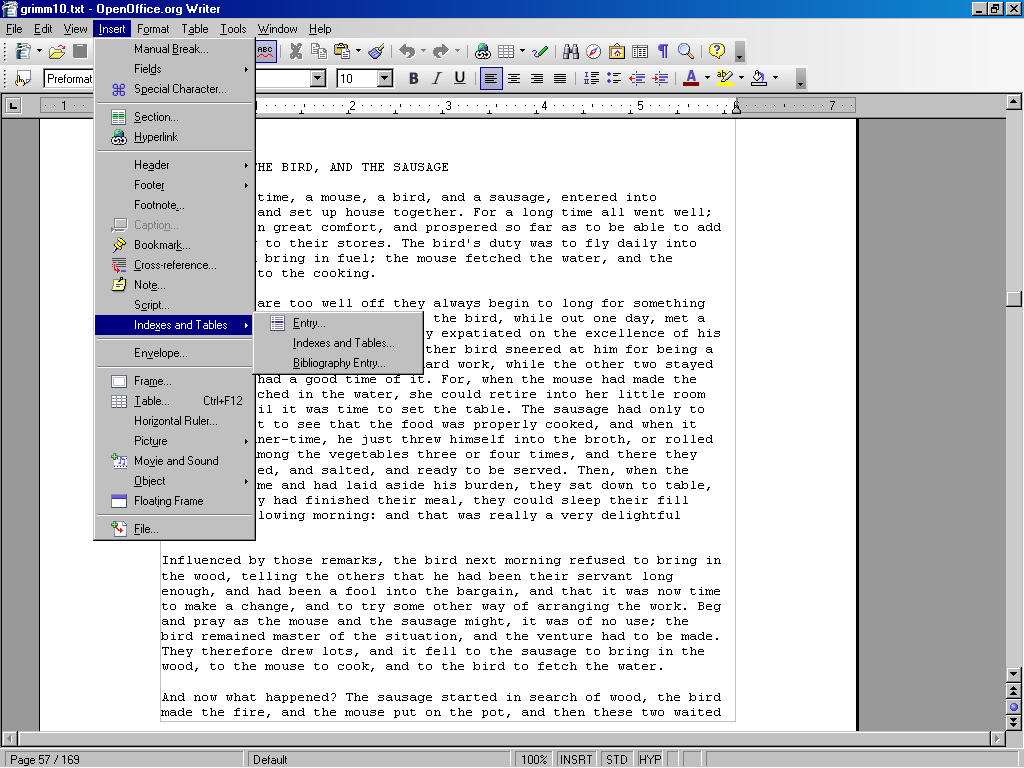 grimm10.txt - OpenOffice.org Writer
File Edit View Insert Format Table Tools Window Help
ABC
Preformat 10 B I U A
1 2 3 4 5 6 7
Manual Break...
Fields
Special Character...
Section...
Hyperlink
Header
Footer
Footnote...
Caption...
Bookmark...
Cross-reference...
Note...
Script...
Indexes and Tables
Envelope...
Frame...
Table... Ctrl+F12
Horizontal Ruler...
Picture
Movie and Sound
Object
Floating Frame
File...
Entry...
Indexes and Tables...
Bibliography Entry...
HE BIRD, AND THE SAUSAGE
time, a mouse, a bird, and a sausage, entered into
and set up house together. For a long time all went well;
n great comfort, and prospered so far as to be able to add
to their stores. The bird's duty was to fly daily into
bring in fuel; the mouse fetched the water, and the
to the cooking.
are too well off they always begin to long for something
the bird, while out one day, met a
y expatiated on the excellence of his
ther bird sneered at him for being a
ard work, while the other two stayed
had a good time of it. For, when the mouse had made the
ched in the water, she could retire into her little room
il it was time to set the table. The sausage had only to
t to see that the food was properly cooked, and when it
ner-time, he just threw himself into the broth, or rolled
mong the vegetables three or four times, and there they
ed, and salted, and ready to be served. Then, when the
me and had laid aside his burden, they sat down to table,
y had finished their meal, they could sleep their fill
lowing morning: and that was really a very delightful
Influenced by those remarks, the bird next morning refused to bring in
the wood, telling the others that he had been their servant long
enough, and had been a fool into the bargain, and that it was now time
to make a change, and to try some other way of arranging the work. Beg
and pray as the mouse and the sausage might, it was of no use; the
bird remained master of the situation, and the venture had to be made.
They therefore drew lots, and it fell to the sausage to bring in the
wood, to the mouse to cook, and to the bird to fetch the water.
And now what happened? The sausage started in search of wood, the bird
made the fire, and the mouse put on the pot, and then these two waited
Page 57 / 169 Default 100% INSRT STD HYP